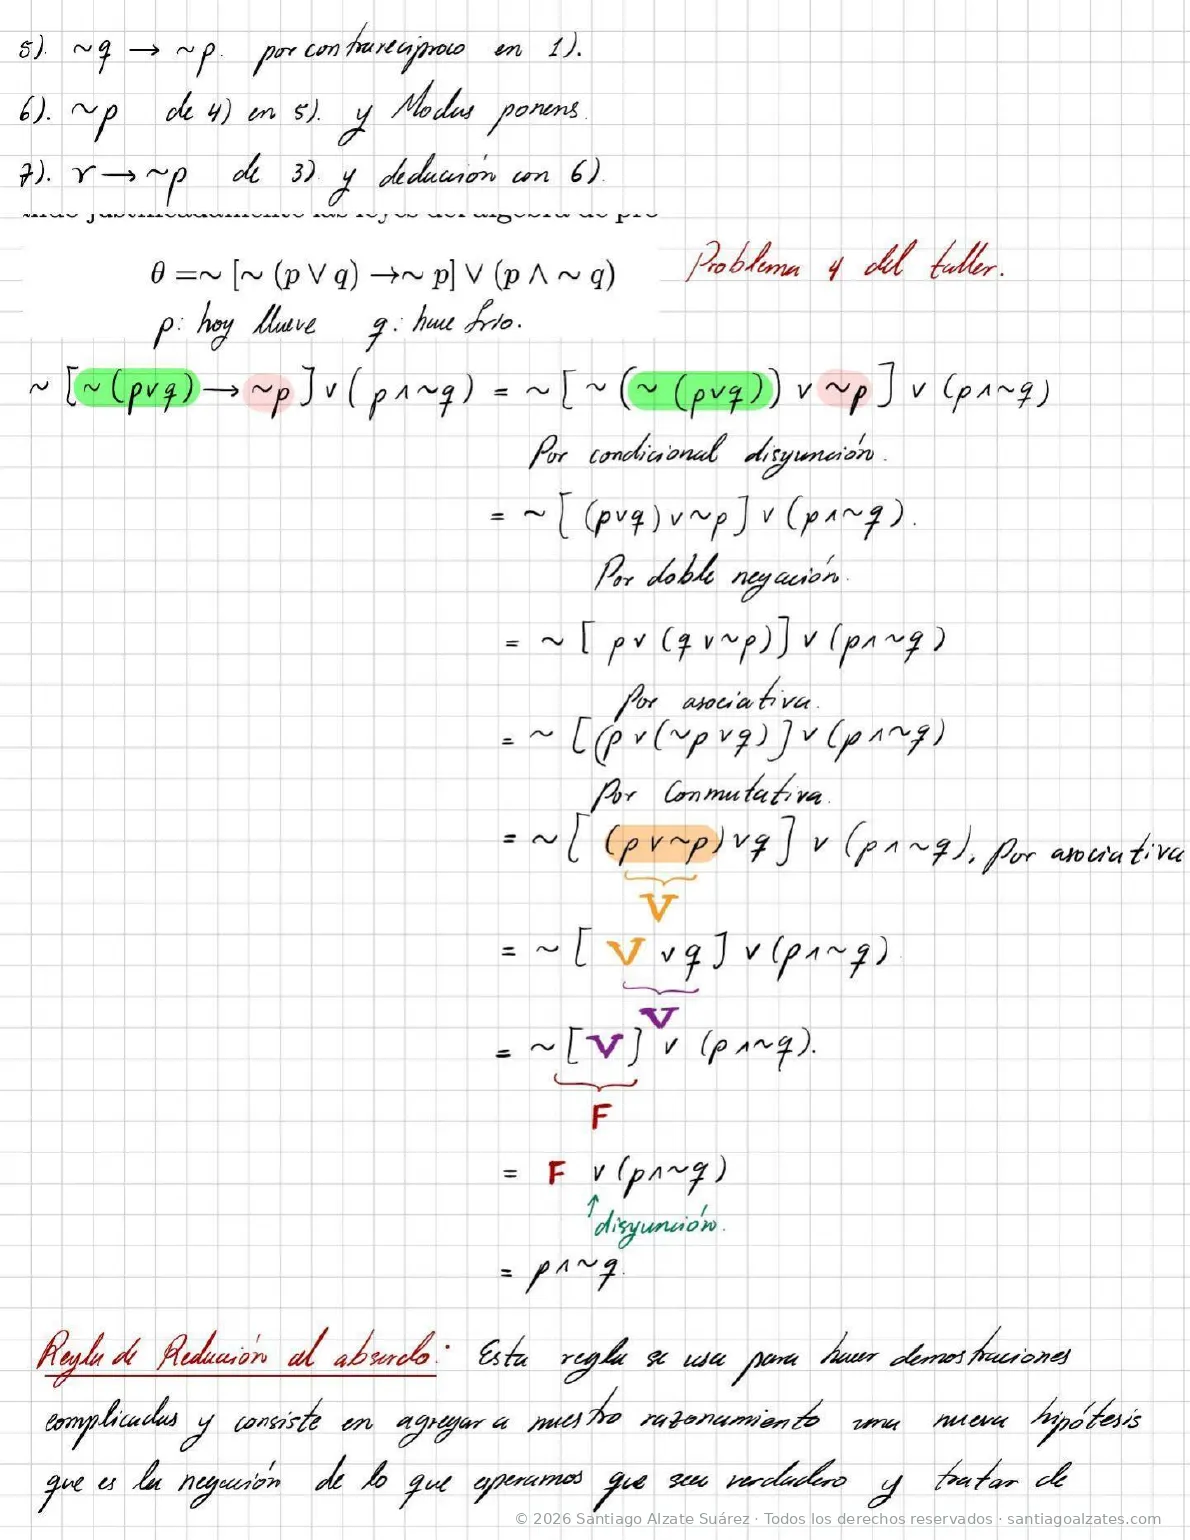 5). ~q → ~p. por contrareciproco en 1).
6). ~p de 4) en 5). y Modus ponens.
7). r → ~p de 3) y deducción con 6).
θ =∼ [∼ (p ∨ q) →∼ p] ∨ (p ∧ ∼ q)
Problema 4 del taller.
p: hoy llueve q: hace frio.
~ [~(p∨q) → ~p] ∨ (p∧~q) = ~ [ ~ (~ (p∨q)) ∨ ~p ] ∨ (p∧~q)
Por condicional disyunción.
= ~ [ (p∨q) ∨ ~p ] ∨ (p∧~q).
Por doble negación.
= ~ [ p∨ (q ∨~p)] ∨ (p∧~q)
Por asociativa.
= ~ [(p ∨(~p∨q)] ∨ (p∧~q)
Por Conmutativa.
= ~ [ (p ∨~p) ∨q ] ∨ (p∧~q), Por asociativa
V
= ~ [ V ∨q ] ∨ (p∧~q)
V
= ~ [V] ∨ (p∧~q).
F
= F ∨ (p∧~q)
↑ disyunción.
= p∧~q.
Regla de Reducción al absurdo: Esta regla se usa para hacer demostraciones
complicadas y consiste en agregar a nuestro razonamiento una nueva hipótesis
que es la negación de lo que esperamos que sea verdadero y tratar de
© 2026 Santiago Alzate Suárez · Todos los derechos reservados · santiagoalzates.com